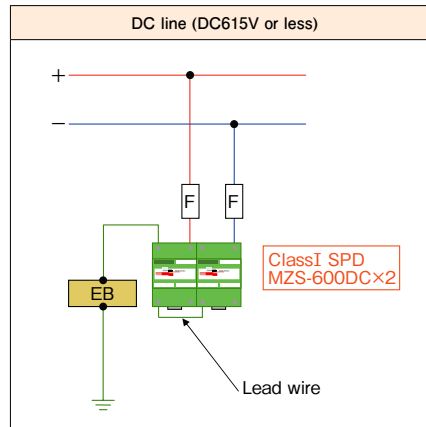 DC line (DC615V or less)
+
−
F F
ClassI SPD
MZS-600DC×2
EB
Lead wire